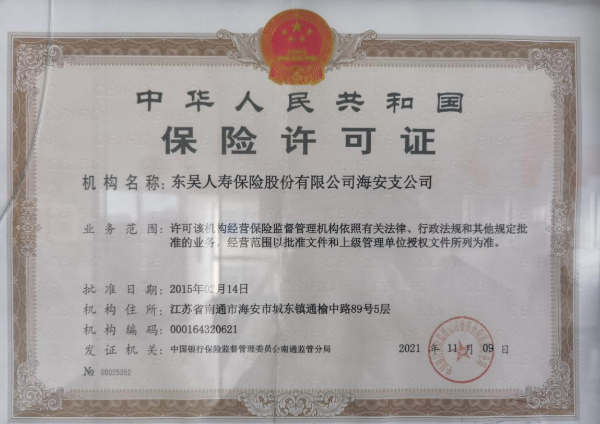 中华人民共和国
保险许可证
机构名称: 东吴人寿保险股份有限公司海安支公司
业务范围: 许可该机构经营保险监督管理机构依照有关法律、行政法规和其他规定批
准的业务，经营范围以批准文件和上级管理单位授权文件所列为准。
批准日期: 2015年02月14日
机构住所: 江苏省南通市海安市城东镇通榆中路89号5层
机构编码: 000164320621
发证机关: 中国银行保险监督管理委员会南通监管分局
2021 年 11 月 09 日
№ 00025352